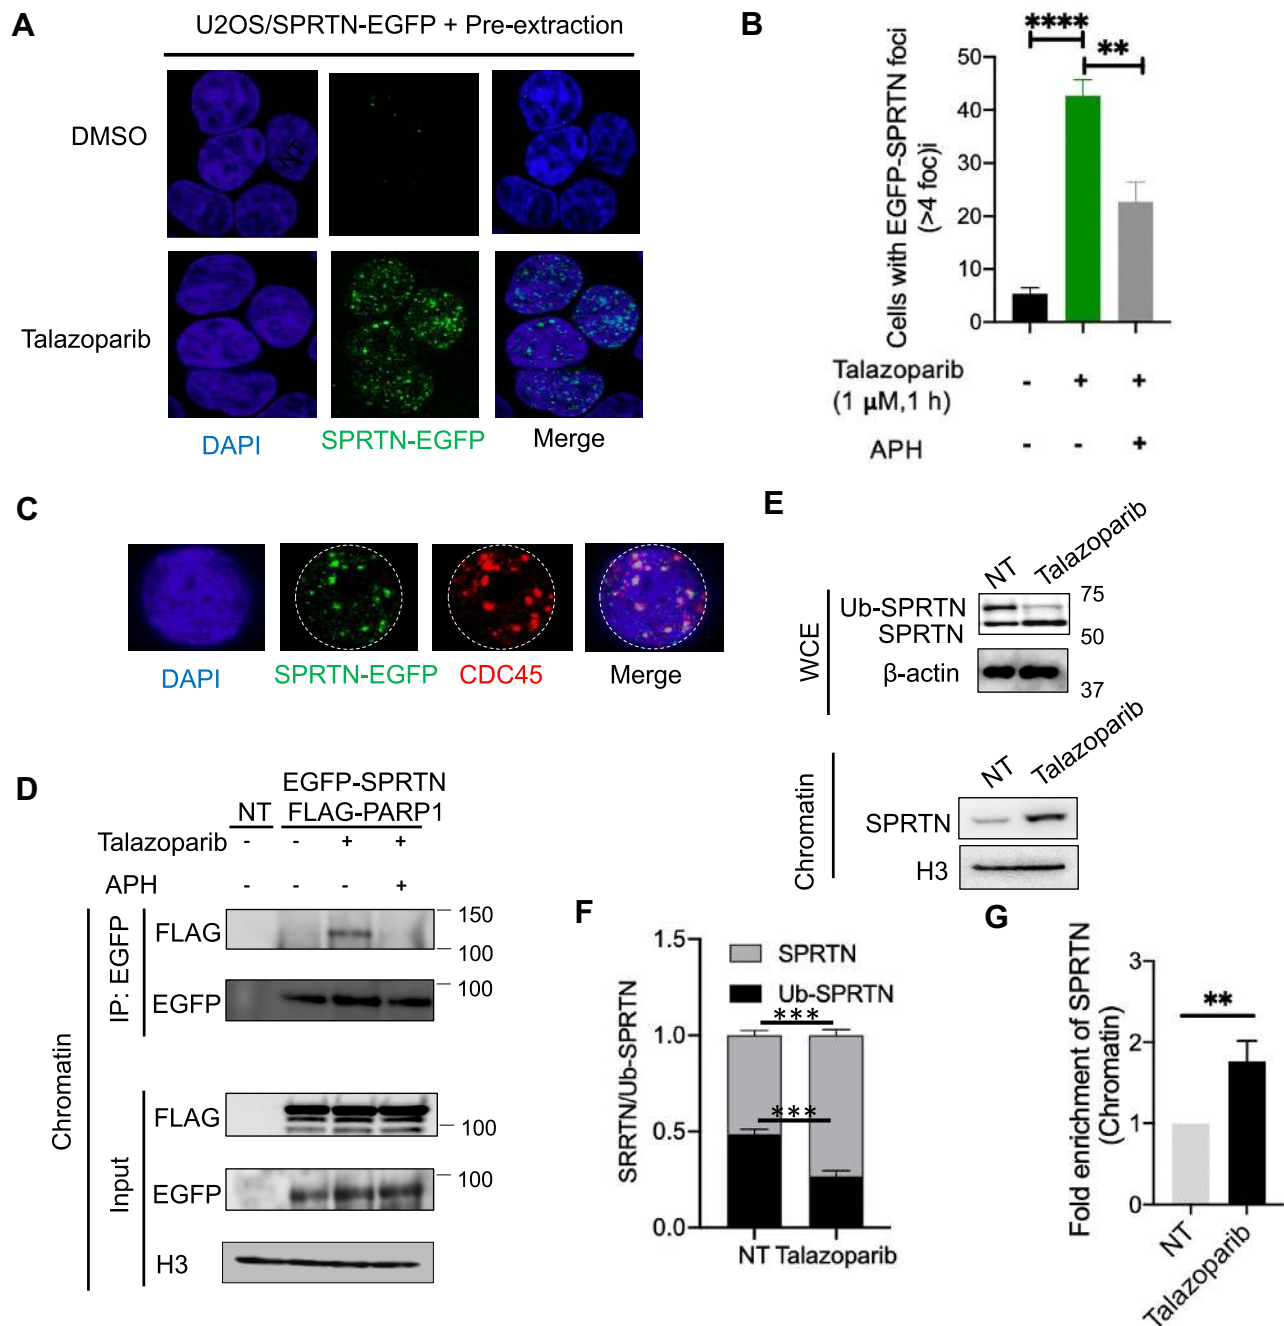 A
U2OS/SPRTN-EGFP + Pre-extraction
DMSO
NT
Talazoparib
DAPI
SPRTN-EGFP
Merge
B
****
**
Cells with EGFP-SPRTN foci
(>4 foc)i
50
40
30
20
10
0
Talazoparib
(1 μM,1 h)
- + +
APH
- - +
C
DAPI
SPRTN-EGFP
CDC45
Merge
D
EGFP-SPRTN
NT FLAG-PARP1
Talazoparib - - + +
APH - - - +
Chromatin
IP: EGFP
FLAG
150
100
EGFP
100
Input
FLAG
100
EGFP
100
H3
E
NT Talazoparib
WCE
Ub-SPRTN
SPRTN
75
50
β-actin
37
NT Talazoparib
Chromatin
SPRTN
H3
F
SRRTN/Ub-SPRTN
1.5
1.0
0.5
0.0
SPRTN
Ub-SPRTN
***
***
NT Talazoparib
G
Fold enrichment of SPRTN
(Chromatin)
3
2
1
0
**
NT
Talazoparib